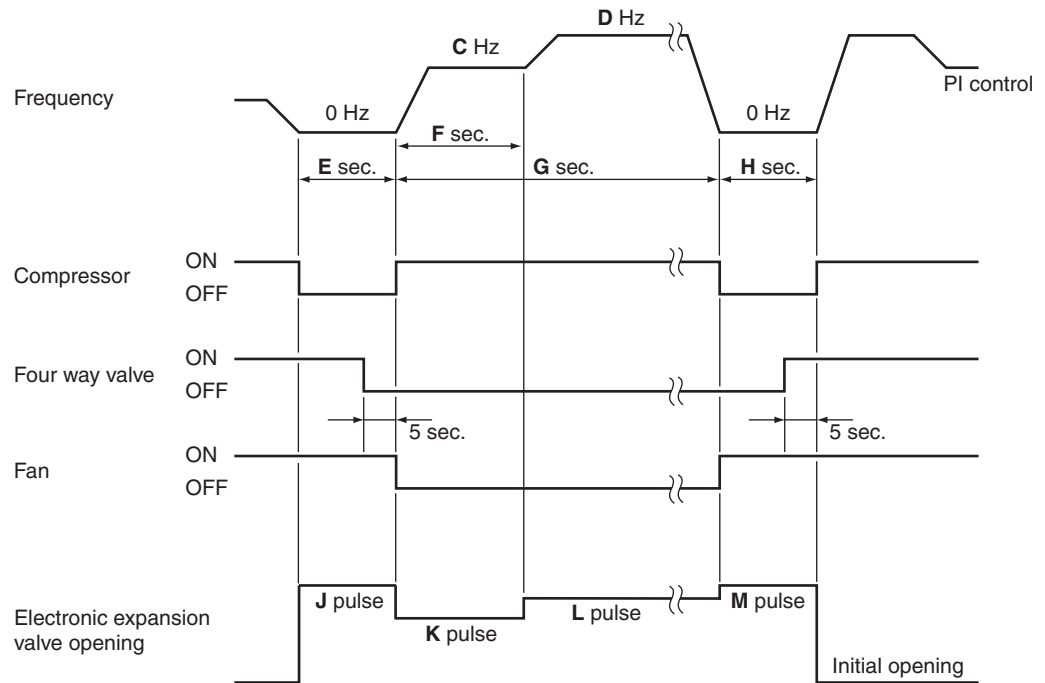 D Hz
C Hz
PI control
Frequency
0 Hz
0 Hz
F sec.
E sec.
G sec.
H sec.
Compressor
ON
OFF
Four way valve
ON
OFF
5 sec.
5 sec.
Fan
ON
OFF
J pulse
K pulse
L pulse
M pulse
Electronic expansion
valve opening
Initial opening